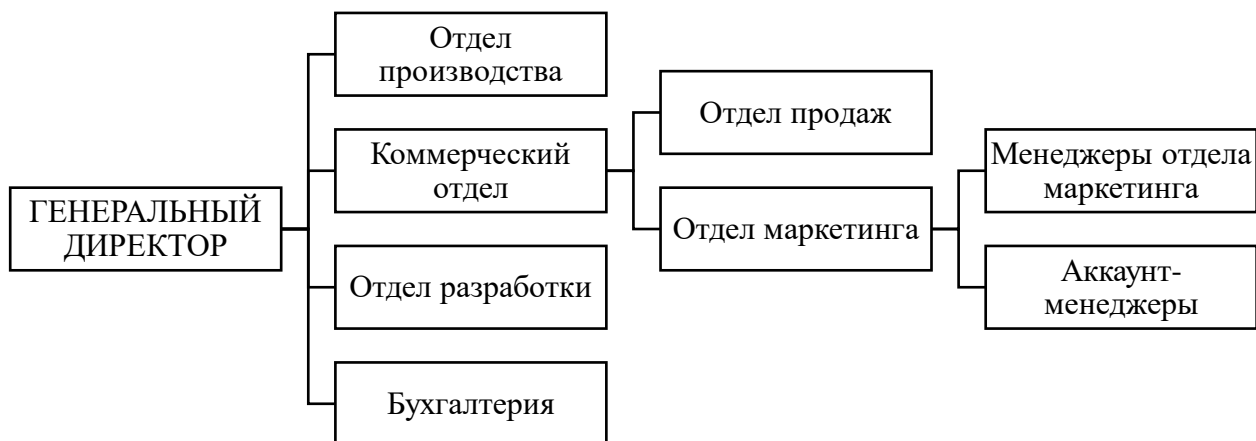 ГЕНЕРАЛЬНЫЙ
ДИРЕКТОР
Отдел
производства
Коммерческий
отдел
Отдел разработки
Бухгалтерия
Отдел продаж
Отдел маркетинга
Менеджеры отдела
маркетинга
Аккаунт-
менеджеры